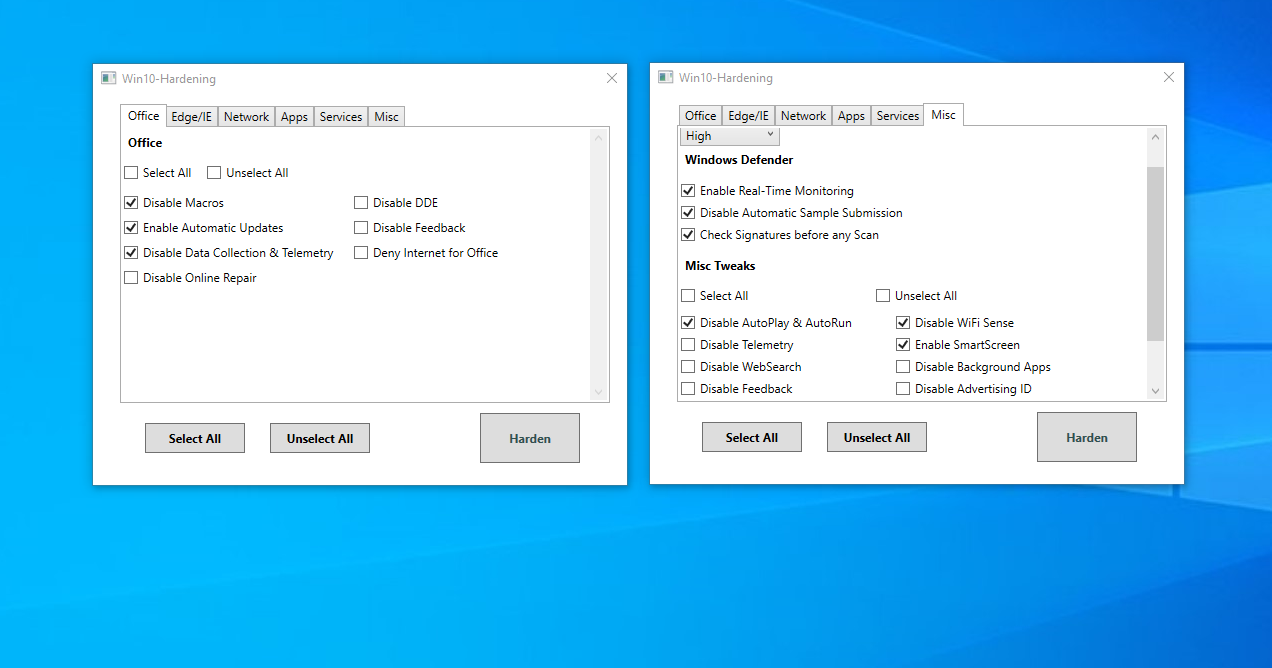 Win10-Hardening
Office Edge/IE Network Apps Services Misc
Office
Select All Unselect All
Disable Macros Disable DDE
Enable Automatic Updates Disable Feedback
Disable Data Collection & Telemetry Deny Internet for Office
Disable Online Repair
Select All Unselect All Harden
Win10-Hardening
Office Edge/IE Network Apps Services Misc
High
Windows Defender
Enable Real-Time Monitoring
Disable Automatic Sample Submission
Check Signatures before any Scan
Misc Tweaks
Select All Unselect All
Disable AutoPlay & AutoRun Disable WiFi Sense
Disable Telemetry Enable SmartScreen
Disable WebSearch Disable Background Apps
Disable Feedback Disable Advertising ID
Select All Unselect All Harden